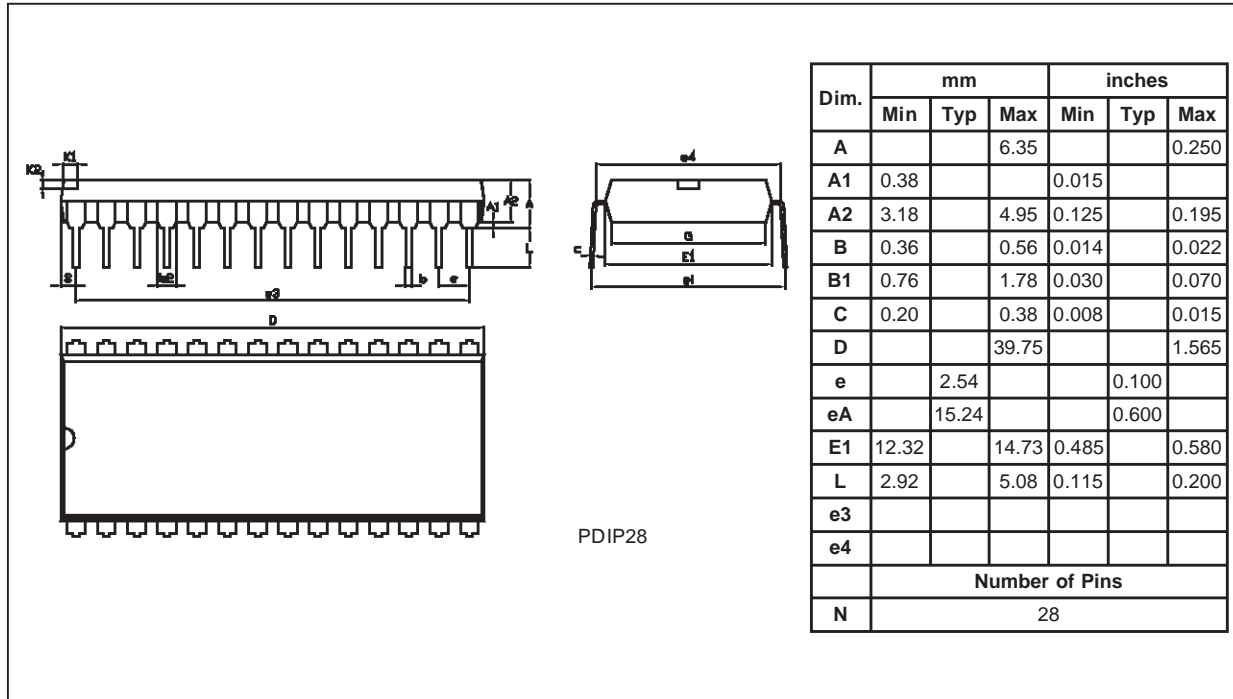 K1
K2
A1
A2
A
L
b
e
e3
D
e4
G
E1
PDIP28
Dim. mm inches
Min Typ Max Min Typ Max
A 6.35 0.250
A1 0.38 0.015
A2 3.18 4.95 0.125 0.195
B 0.36 0.56 0.014 0.022
B1 0.76 1.78 0.030 0.070
C 0.20 0.38 0.008 0.015
D 39.75 1.565
e 2.54 0.100
eA 15.24 0.600
E1 12.32 14.73 0.485 0.580
L 2.92 5.08 0.115 0.200
e3
e4
Number of Pins
N 28